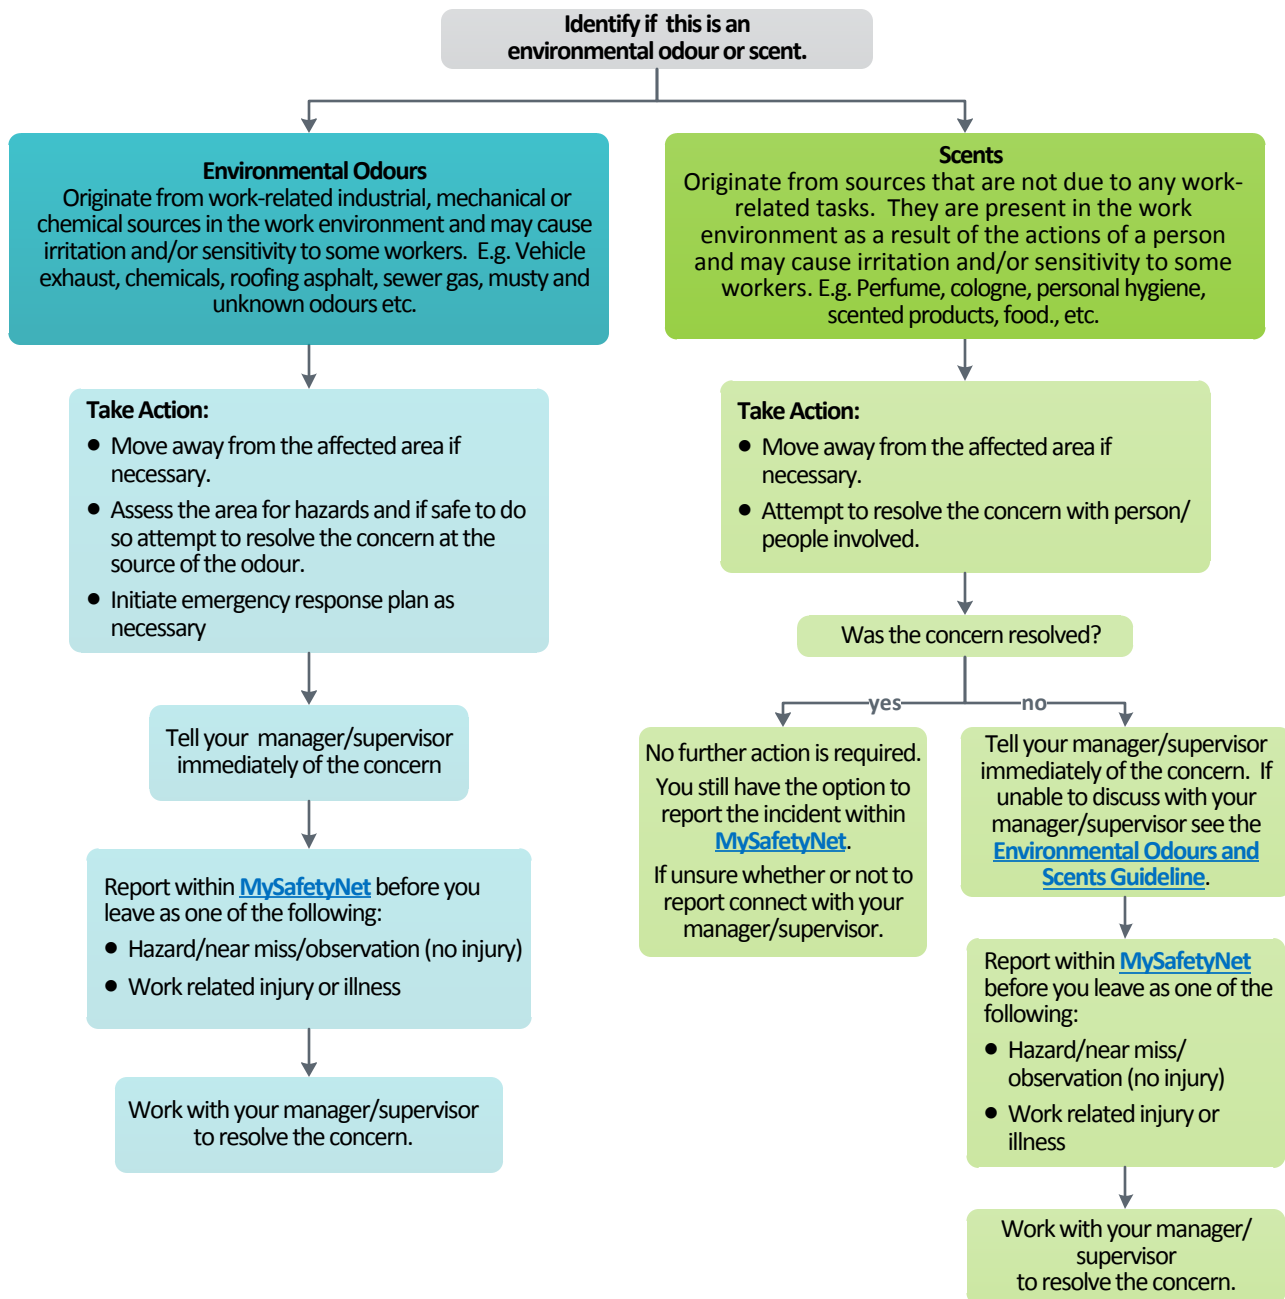 Identify if this is an
environmental odour or scent.
Environmental Odours
Originate from work-related industrial, mechanical or
chemical sources in the work environment and may cause
irritation and/or sensitivity to some workers. E.g. Vehicle
exhaust, chemicals, roofing asphalt, sewer gas, musty and
unknown odours etc.
Take Action:
• Move away from the affected area if
necessary.
• Assess the area for hazards and if safe to do
so attempt to resolve the concern at the
source of the odour.
• Initiate emergency response plan as
necessary
Tell your manager/supervisor
immediately of the concern
Report within MySafetyNet before you
leave as one of the following:
• Hazard/near miss/observation (no injury)
• Work related injury or illness
Work with your manager/supervisor
to resolve the concern.
Scents
Originate from sources that are not due to any work-
related tasks. They are present in the work
environment as a result of the actions of a person
and may cause irritation and/or sensitivity to some
workers. E.g. Perfume, cologne, personal hygiene,
scented products, food., etc.
Take Action:
• Move away from the affected area if
necessary.
• Attempt to resolve the concern with person/
people involved.
Was the concern resolved?
yes
no
No further action is required.
You still have the option to
report the incident within
MySafetyNet.
If unsure whether or not to
report connect with your
manager/supervisor.
Tell your manager/supervisor
immediately of the concern. If
unable to discuss with your
manager/supervisor see the
Environmental Odours and
Scents Guideline.
Report within MySafetyNet
before you leave as one of the
following:
• Hazard/near miss/
observation (no injury)
• Work related injury or
illness
Work with your manager/
supervisor
to resolve the concern.